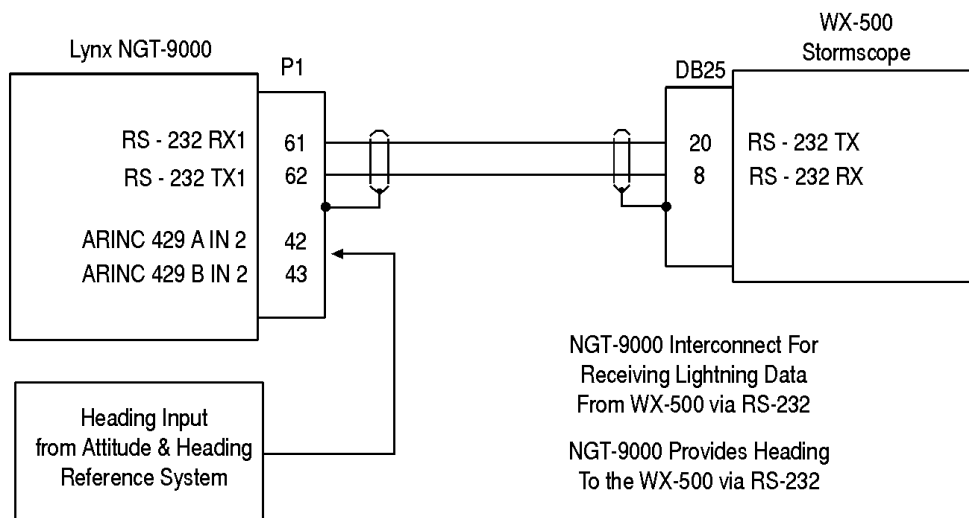 Lynx NGT-9000
P1
RS - 232 RX1
61
RS - 232 TX1
62
ARINC 429 A IN 2
42
ARINC 429 B IN 2
43
WX-500
Stormscope
DB25
20
RS - 232 TX
8
RS - 232 RX
Heading Input
from Attitude & Heading
Reference System
NGT-9000 Interconnect For
Receiving Lightning Data
From WX-500 via RS-232
NGT-9000 Provides Heading
To the WX-500 via RS-232